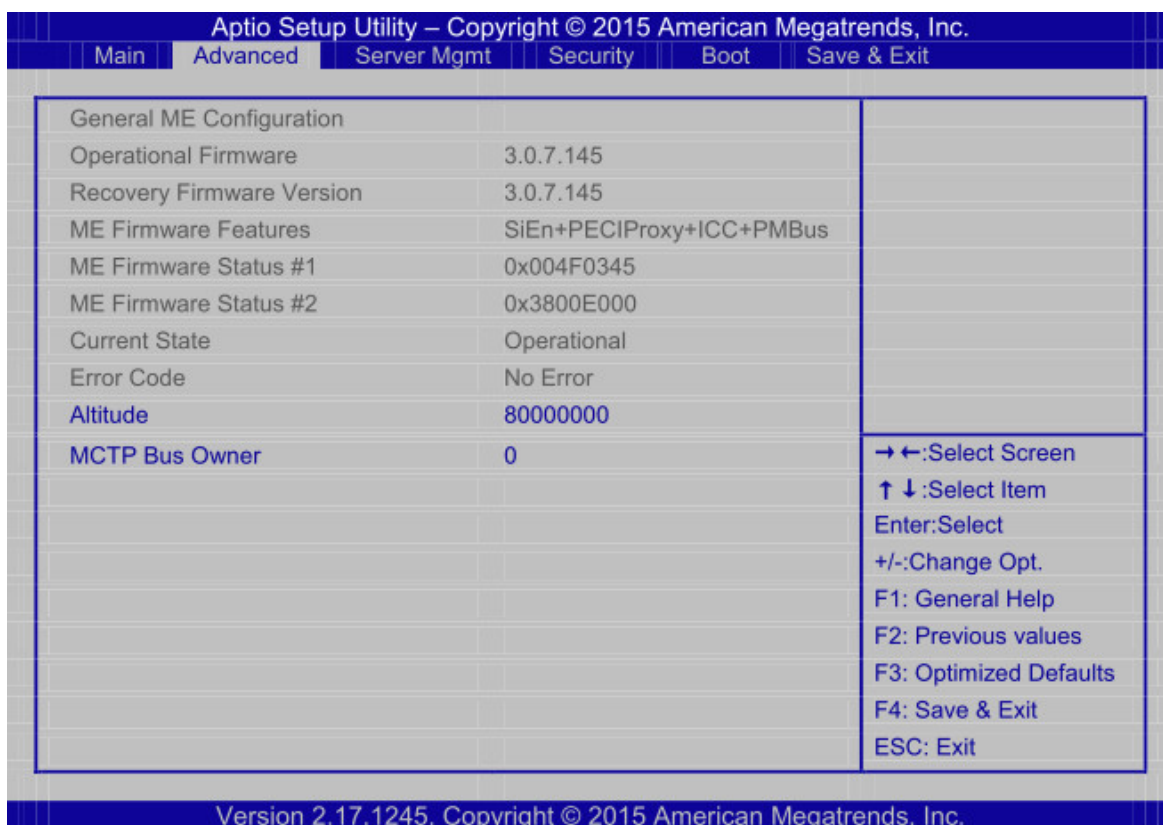 Aptio Setup Utility – Copyright © 2015 American Megatrends, Inc.
Main Advanced Server Mgmt Security Boot Save & Exit
General ME Configuration
Operational Firmware 3.0.7.145
Recovery Firmware Version 3.0.7.145
ME Firmware Features SiEn+PECIProxy+ICC+PMBus
ME Firmware Status #1 0x004F0345
ME Firmware Status #2 0x3800E000
Current State Operational
Error Code No Error
Altitude 80000000
MCTP Bus Owner 0
→ ←:Select Screen
↑ ↓:Select Item
Enter:Select
+/-:Change Opt.
F1: General Help
F2: Previous values
F3: Optimized Defaults
F4: Save & Exit
ESC: Exit
Version 2.17.1245. Copyright © 2015 American Megatrends, Inc.